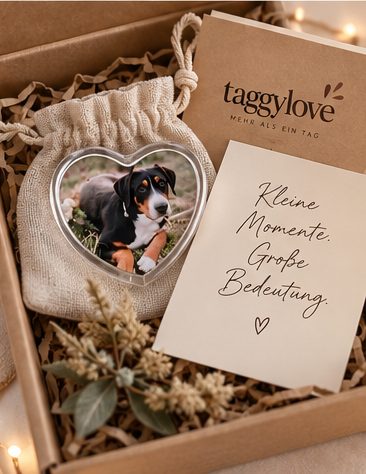 taggylove
MEHR ALS EIN TAG
Kleine
Momente.
Große
Bedeutung.